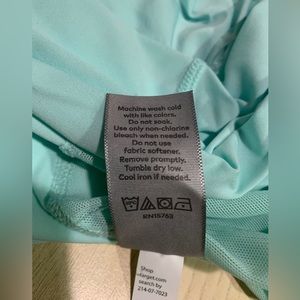 Machine wash cold
with like colors.
Do not soak.
Use only non-chlorine
bleach when needed.
Do not use
fabric softener.
Remove promptly.
Tumble dry low.
Cool iron if needed.
RN15763
Shop
target.com
search by
214-07-7023